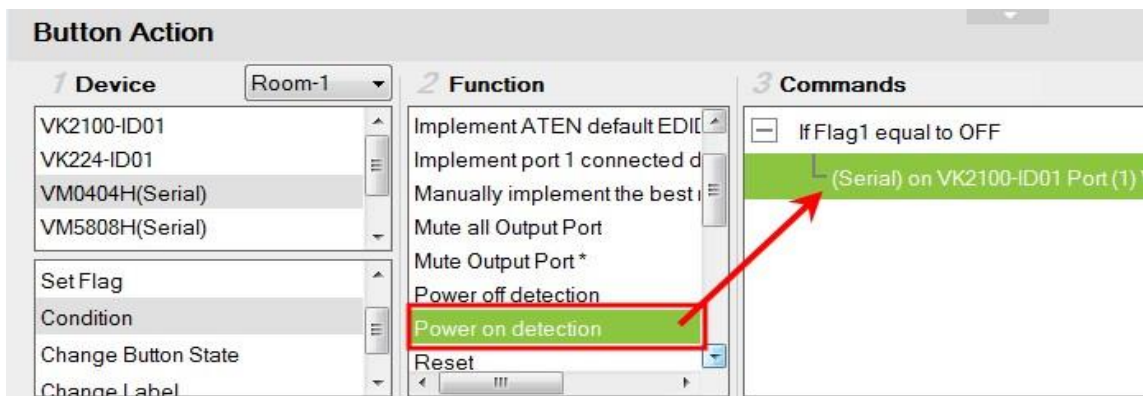 Button Action
1 Device
Room-1
VK2100-ID01
VK224-ID01
VM0404H(Serial)
VM5808H(Serial)
Set Flag
Condition
Change Button State
Change Label
2 Function
Implement ATEN default EDID
Implement port 1 connected d
Manually implement the best
Mute all Output Port
Mute Output Port *
Power off detection
Power on detection
Reset
3 Commands
If Flag1 equal to OFF
(Serial) on VK2100-ID01 Port (1)